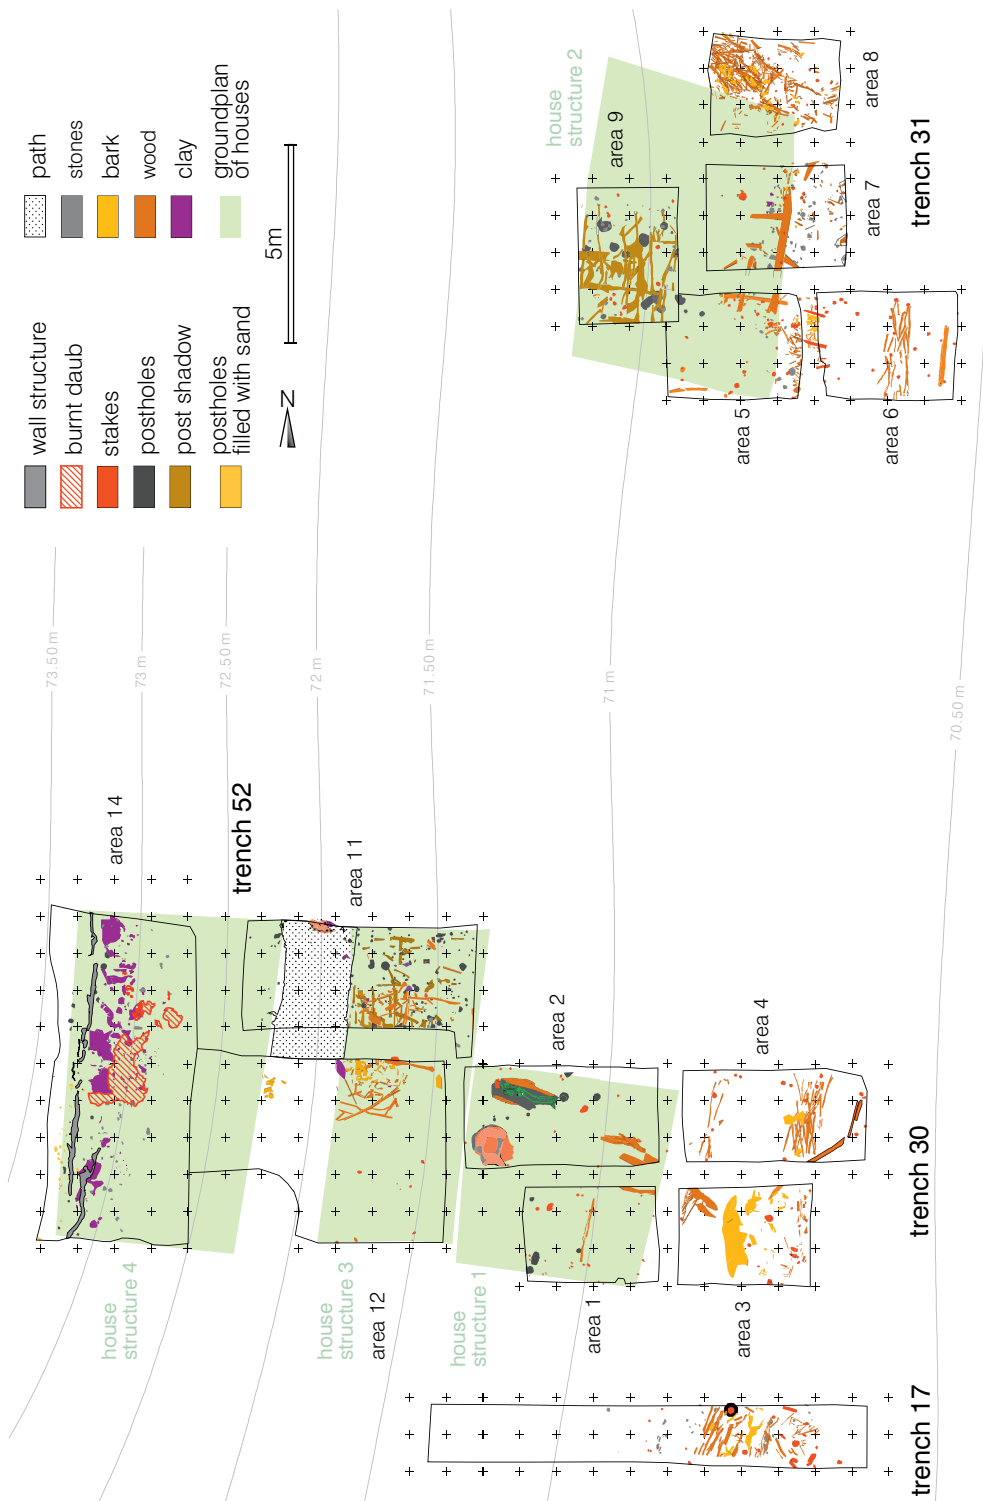 path
stones
bark
wood
clay
groundplan
of houses
wall structure
burnt daub
stakes
postholes
post shadow
postholes
filled with sand
5m
N
house
structure 2
area 9
area 8
area 7
trench 31
area 5
area 6
73.50 m
73 m
72.50 m
72 m
71.50 m
71 m
70.50 m
area 14
trench 52
area 11
area 2
area 4
trench 30
house
structure 4
house
structure 3
area 12
house
structure 1
area 1
area 3
trench 17